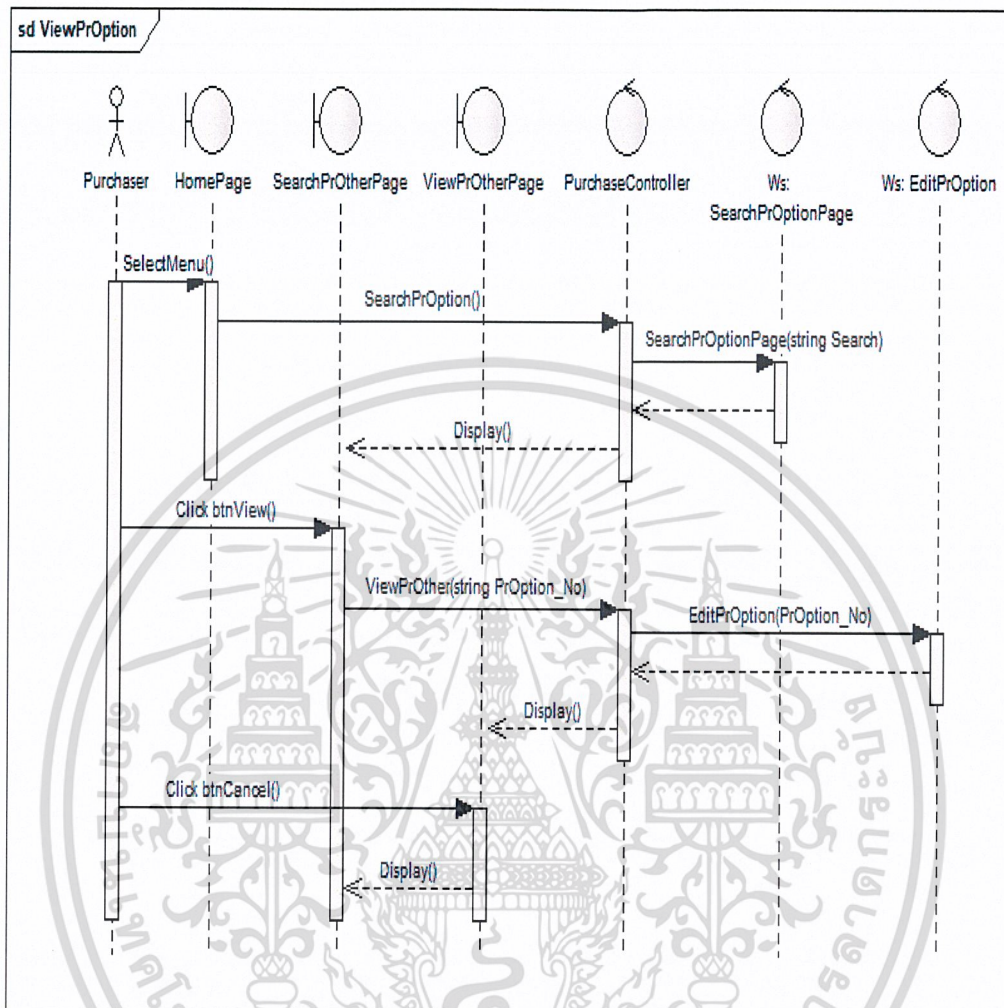 sd ViewPrOption
Purchaser
HomePage
SearchPrOtherPage
ViewPrOtherPage
PurchaseController
Ws:
SearchPrOptionPage
Ws: EditPrOption
SelectMenu()
SearchPrOption()
SearchPrOptionPage(string Search)
Display()
Click btnView()
ViewPrOther(string PrOption_No)
EditPrOption(PrOption_No)
Display()
Click btnCancel()
Display()